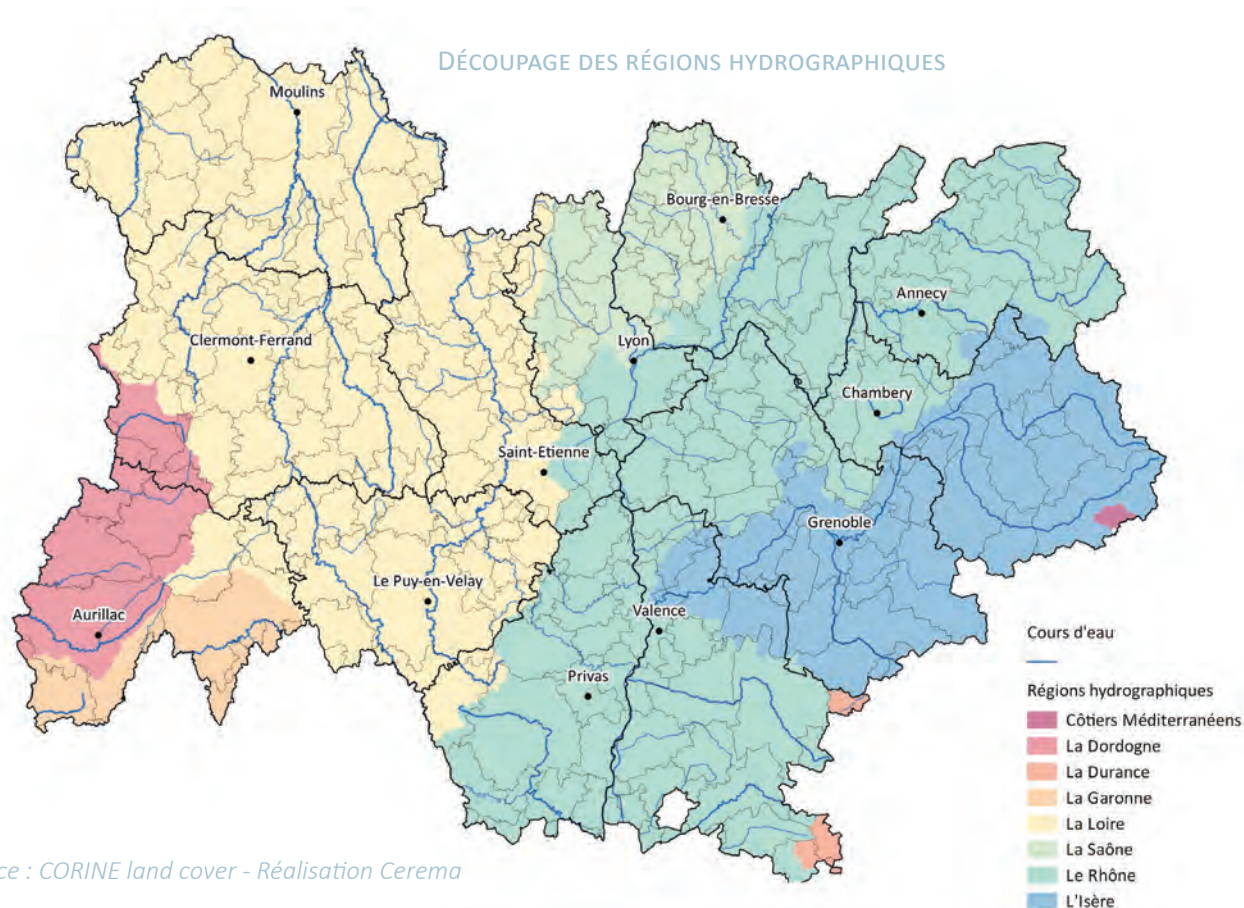 Découpage des régions hydrographiques
Moulins
Bourg-en-Bresse
Annecy
Clermont-Ferrand
Lyon
Chambery
Saint-Etienne
Grenoble
Le Puy-en-Velay
Aurillac
Valence
Privas
Cours d'eau
Régions hydrographiques
Côtiers Méditerranéens
La Dordogne
La Durance
La Garonne
La Loire
La Saône
Le Rhône
L'Isère
ce : CORINE land cover - Réalisation Cerema